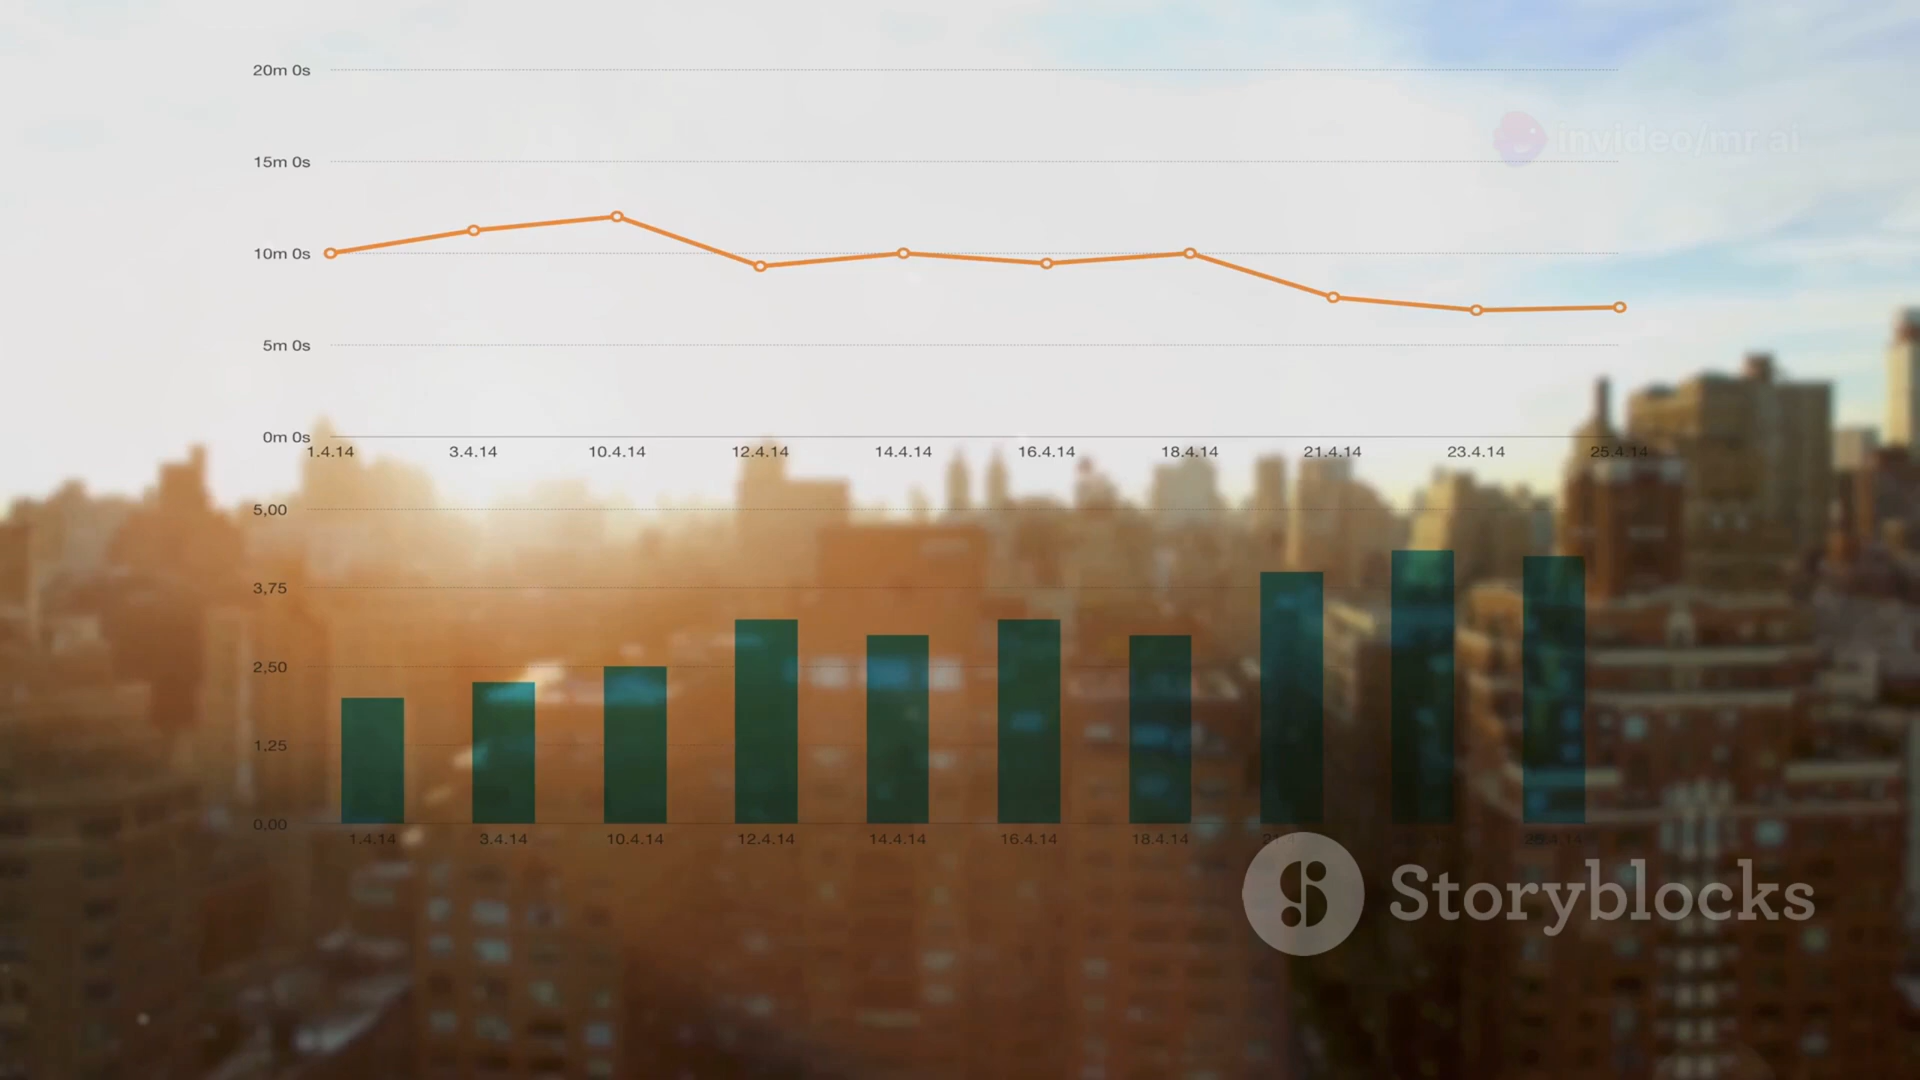 20m 0s
15m 0s
invideo/mr ai
10m 0s
5m 0s
0m 0s
1.4.14 3.4.14 10.4.14 12.4.14 14.4.14 16.4.14 18.4.14 21.4.14 23.4.14 25.4.14
5,00
3,75
2,50
1,25
0,00
1.4.14 3.4.14 10.4.14 12.4.14 14.4.14 16.4.14 18.4.14
Storyblocks